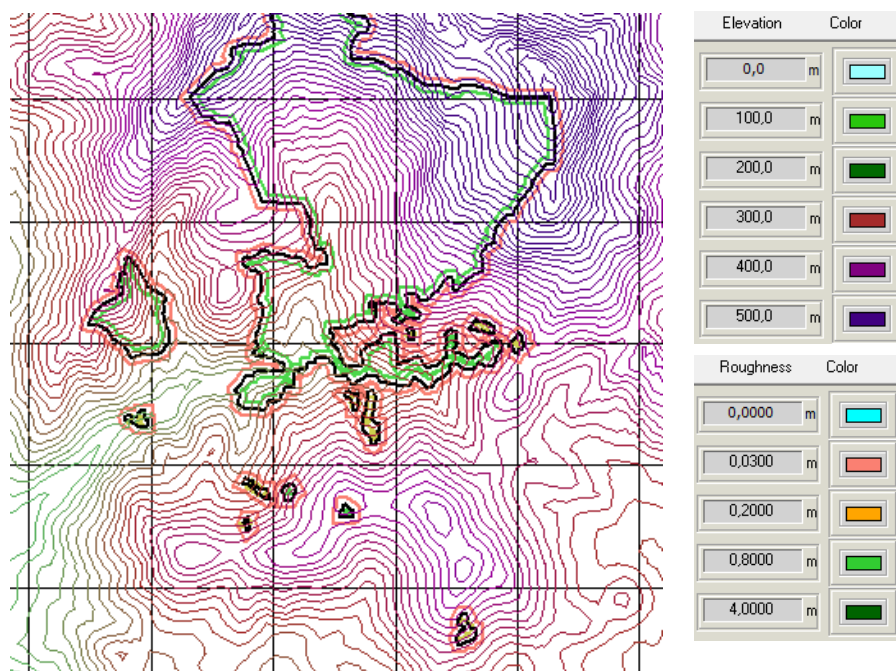 Elevation Color
0,0 m
100,0 m
200,0 m
300,0 m
400,0 m
500,0 m
Roughness Color
0,0000 m
0,0300 m
0,2000 m
0,8000 m
4,0000 m